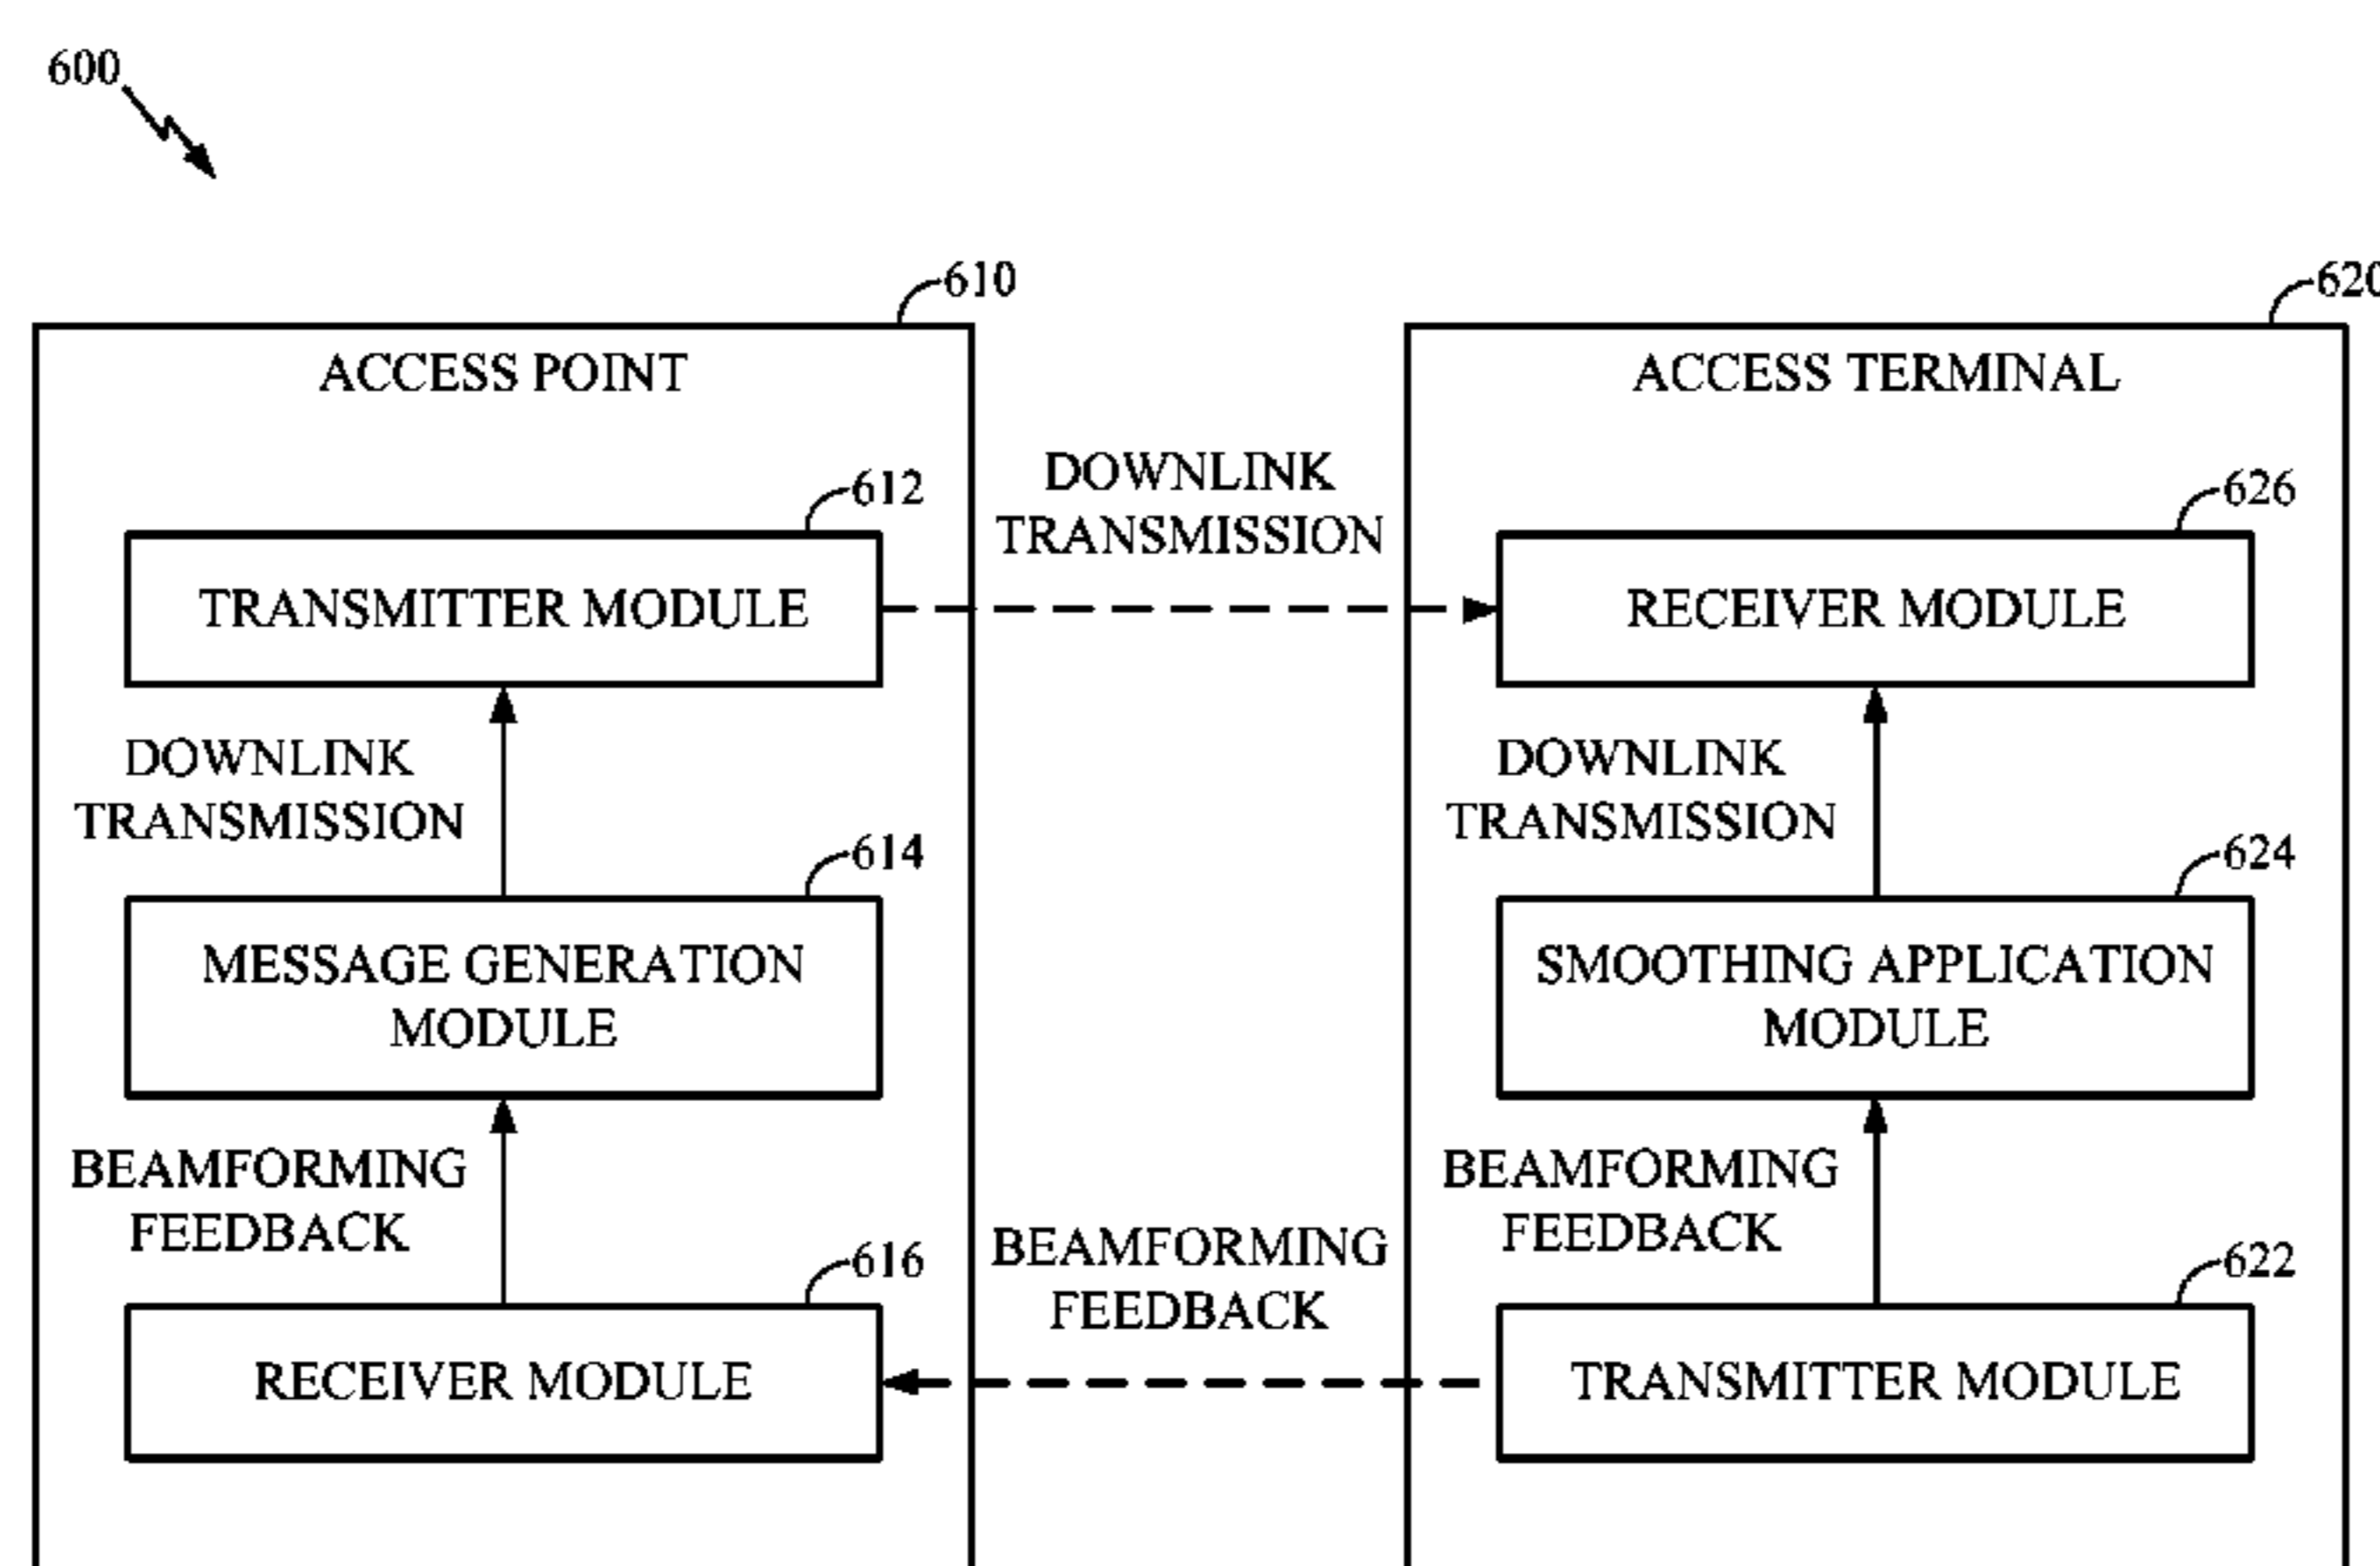 600
610
620
ACCESS POINT
ACCESS TERMINAL
612
DOWNLINK
TRANSMISSION
626
TRANSMITTER MODULE
RECEIVER MODULE
DOWNLINK
TRANSMISSION
DOWNLINK
TRANSMISSION
614
624
MESSAGE GENERATION
MODULE
SMOOTHING APPLICATION
MODULE
BEAMFORMING
FEEDBACK
BEAMFORMING
FEEDBACK
616
BEAMFORMING
FEEDBACK
622
RECEIVER MODULE
TRANSMITTER MODULE